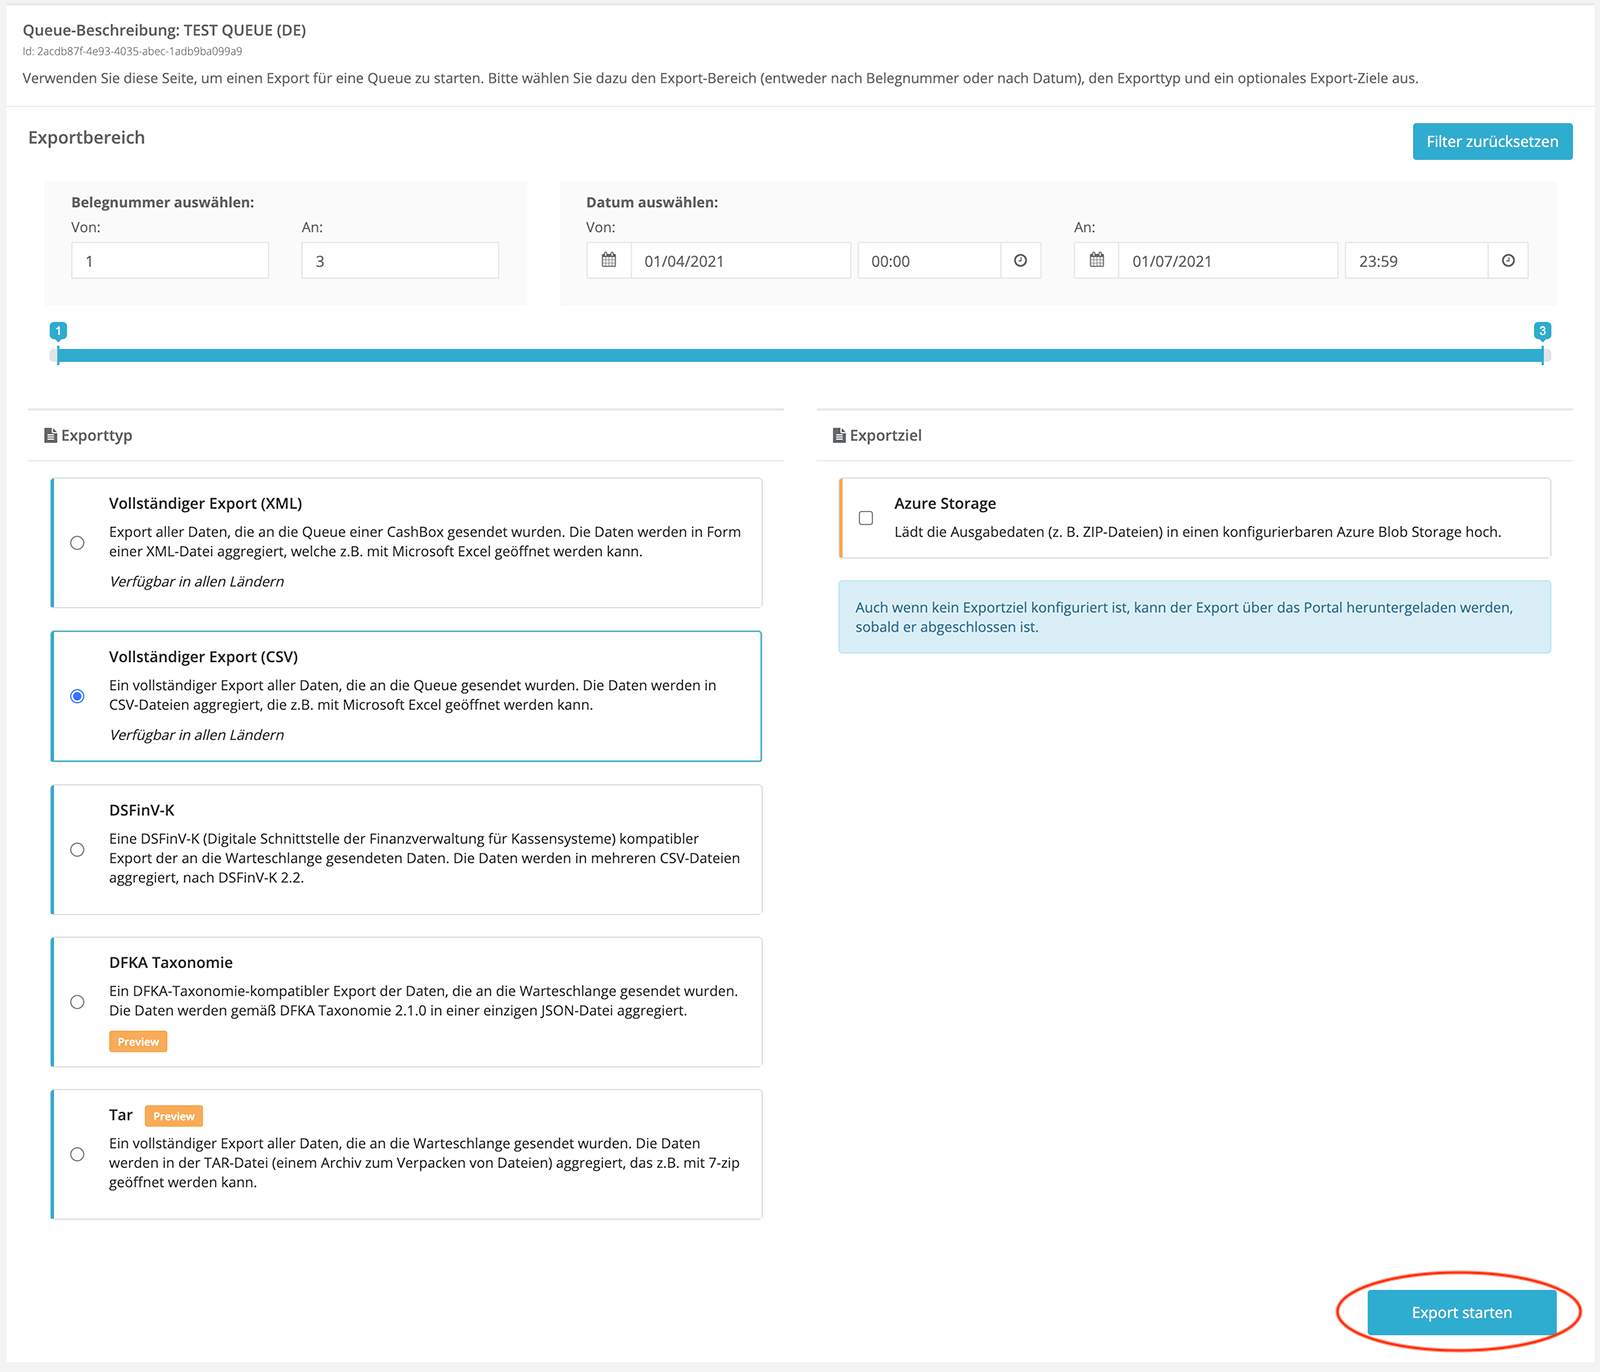 Queue-Beschreibung: TEST QUEUE (DE)
Id: 2acdb87f-4e93-4035-abec-1adb9ba099a9
Verwenden Sie diese Seite, um einen Export für eine Queue zu starten. Bitte wählen Sie dazu den Export-Bereich (entweder nach Belegnummer oder nach Datum), den Exporttyp und ein optionales Export-Ziele aus.
Exportbereich
Filter zurücksetzen
Belegnummer auswählen:
Von:
An:
1
3
Datum auswählen:
Von:
An:
01/04/2021
00:00
01/07/2021
23:59
1
3
Exporttyp
Vollständiger Export (XML)
Export aller Daten, die an die Queue einer CashBox gesendet wurden. Die Daten werden in Form
einer XML-Datei aggregiert, welche z.B. mit Microsoft Excel geöffnet werden kann.
Verfügbar in allen Ländern
Vollständiger Export (CSV)
Ein vollständiger Export aller Daten, die an die Queue gesendet wurden. Die Daten werden in
CSV-Dateien aggregiert, die z.B. mit Microsoft Excel geöffnet werden kann.
Verfügbar in allen Ländern
DSFinV-K
Eine DSFinV-K (Digitale Schnittstelle der Finanzverwaltung für Kassensysteme) kompatibler
Export der an die Warteschlange gesendeten Daten. Die Daten werden in mehreren CSV-Dateien
aggregiert, nach DSFinV-K 2.2.
DFKA Taxonomie
Ein DFKA-Taxonomie-kompatibler Export der Daten, die an die Warteschlange gesendet wurden.
Die Daten werden gemäß DFKA Taxonomie 2.1.0 in einer einzigen JSON-Datei aggregiert.
Preview
Tar Preview
Ein vollständiger Export aller Daten, die an die Warteschlange gesendet wurden. Die Daten
werden in der TAR-Datei (einem Archiv zum Verpacken von Dateien) aggregiert, das z.B. mit 7-zip
geöffnet werden kann.
Exportziel
Azure Storage
Lädt die Ausgabedaten (z. B. ZIP-Dateien) in einen konfigurierbaren Azure Blob Storage hoch.
Auch wenn kein Exportziel konfiguriert ist, kann der Export über das Portal heruntergeladen werden,
sobald er abgeschlossen ist.
Export starten